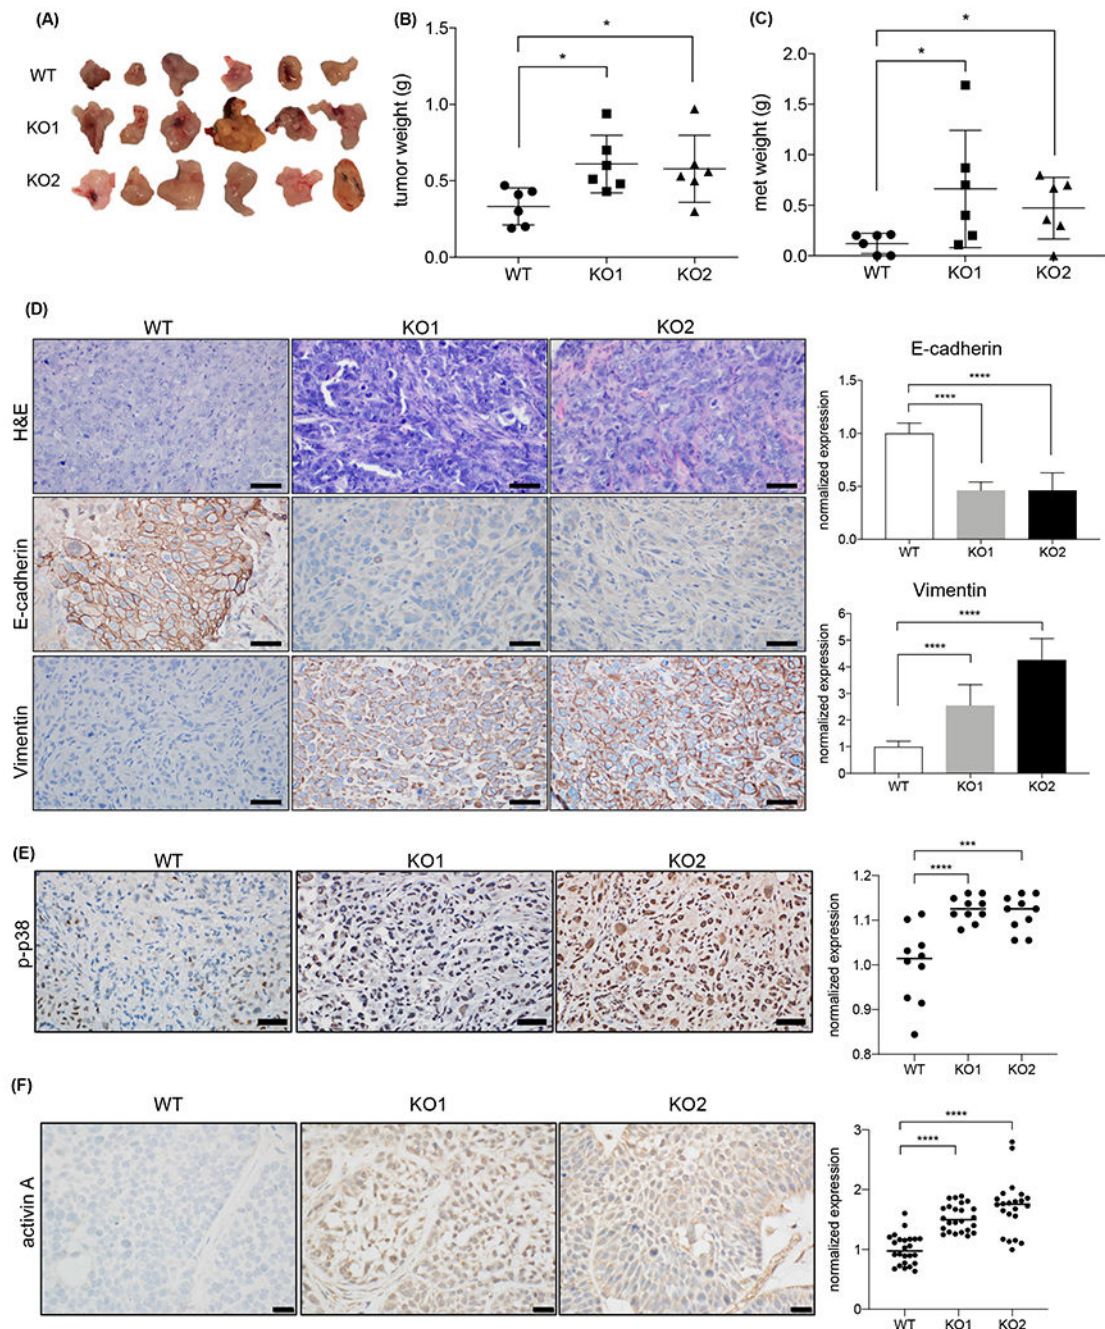 (A)
WT
KO1
KO2
(B)
tumor weight (g)
1.5
1.0
0.5
0.0
*
*
WT
KO1
KO2
(C)
met weight (g)
2.0
1.5
1.0
0.5
0.0
*
*
WT
KO1
KO2
(D)
WT
KO1
KO2
H&E
E-cadherin
Vimentin
E-cadherin
normalized expression
1.5
1.0
0.5
0.0
****
****
WT
KO1
KO2
Vimentin
normalized expression
6
5
4
3
2
1
0
****
****
WT
KO1
KO2
(E)
WT
KO1
KO2
p-p38
normalized expression
1.2
1.1
1.0
0.9
0.8
***
****
WT
KO1
KO2
(F)
WT
KO1
KO2
activin A
normalized expression
3
2
1
0
****
****
WT
KO1
KO2